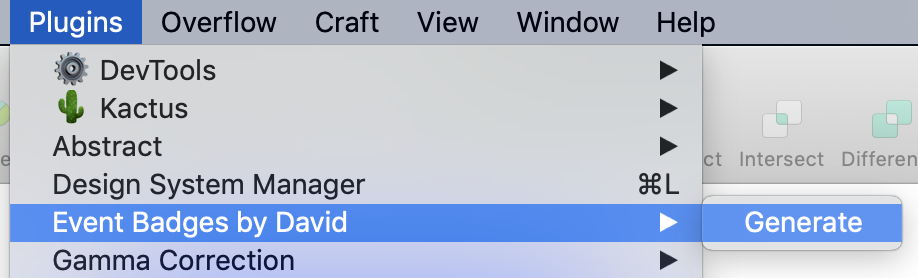 Plugins Overflow Craft View Window Help
⚙️ DevTools ▶
🌵 Kactus ▶
Abstract ▶
Design System Manager ⌘L
Event Badges by David ▶ Generate
Gamma Correction ▶
ct Intersect Differen